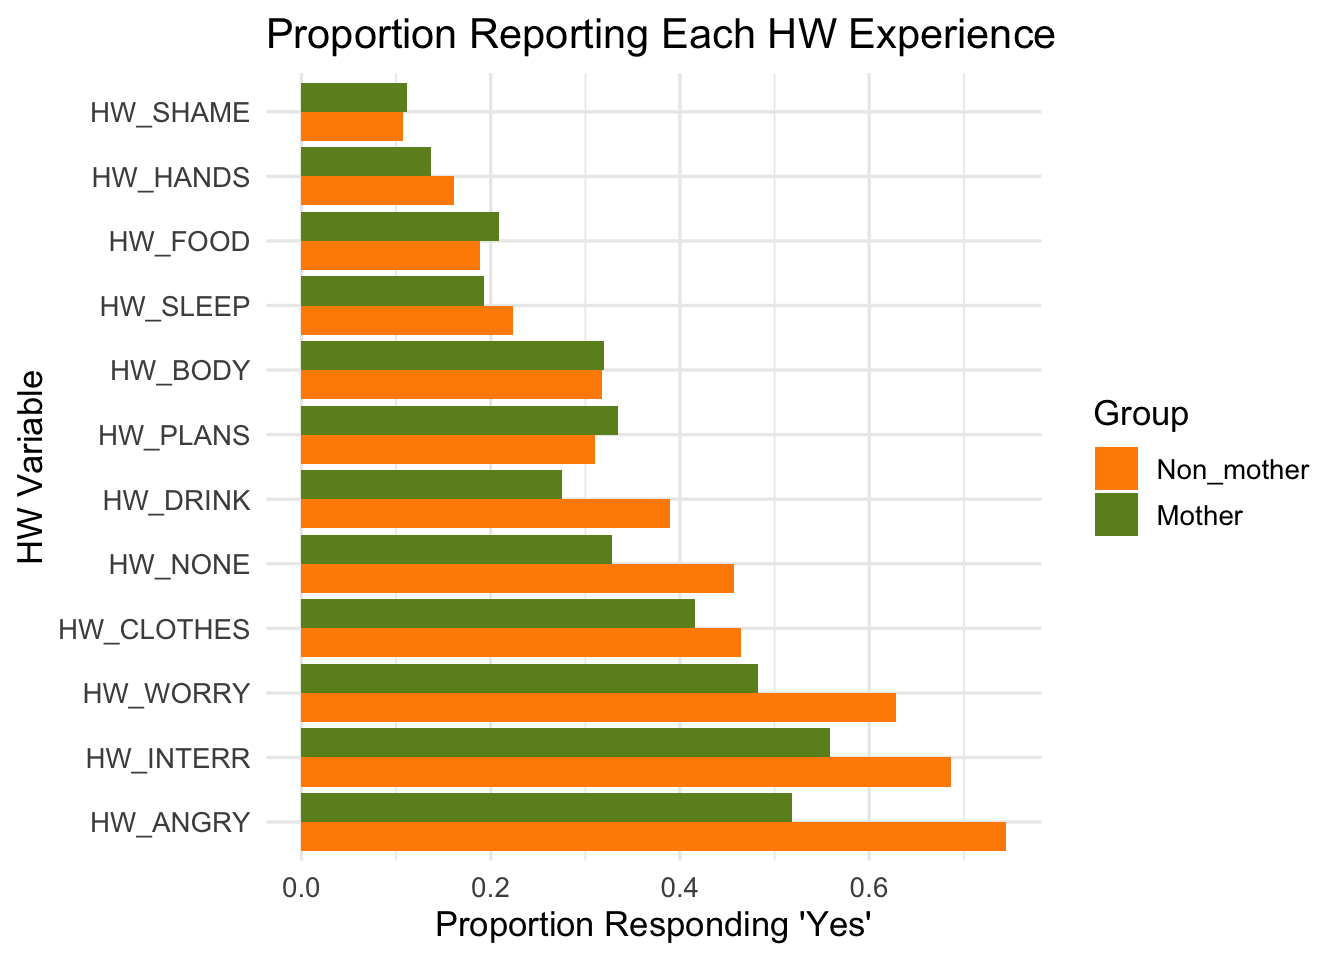 Proportion Reporting Each HW Experience
HW Variable
HW_SHAME
HW_HANDS
HW_FOOD
HW_SLEEP
HW_BODY
HW_PLANS
HW_DRINK
HW_NONE
HW_CLOTHES
HW_WORRY
HW_INTERR
HW_ANGRY
0.0 0.2 0.4 0.6
Proportion Responding 'Yes'
Group
Non_mother
Mother